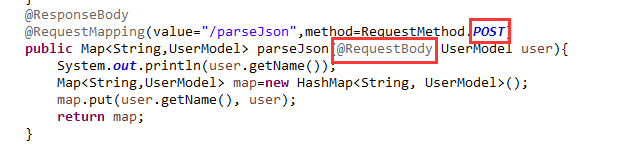 }
@ResponseBody
@RequestMapping(value="/parseJson",method=RequestMethod.POST)
public Map<String,UserModel> parseJson(@RequestBody UserModel user){
System.out.println(user.getName());
Map<String,UserModel> map=new HashMap<String, UserModel>();
map.put(user.getName(), user);
return map;
}